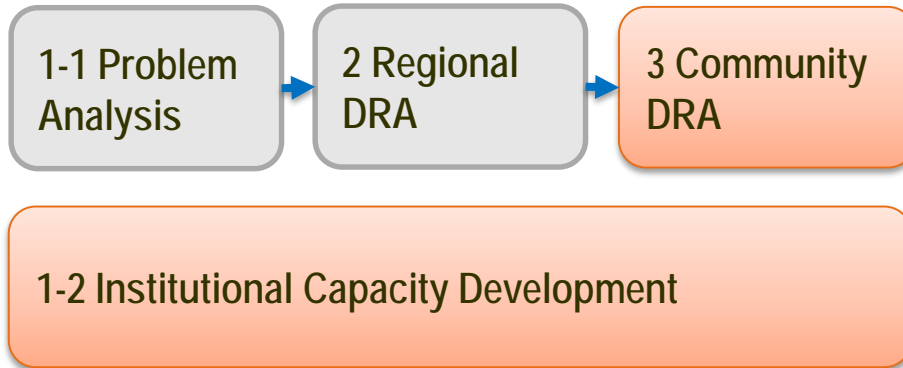 1-1 Problem
Analysis
2 Regional
DRA
3 Community
DRA
1-2 Institutional Capacity Development